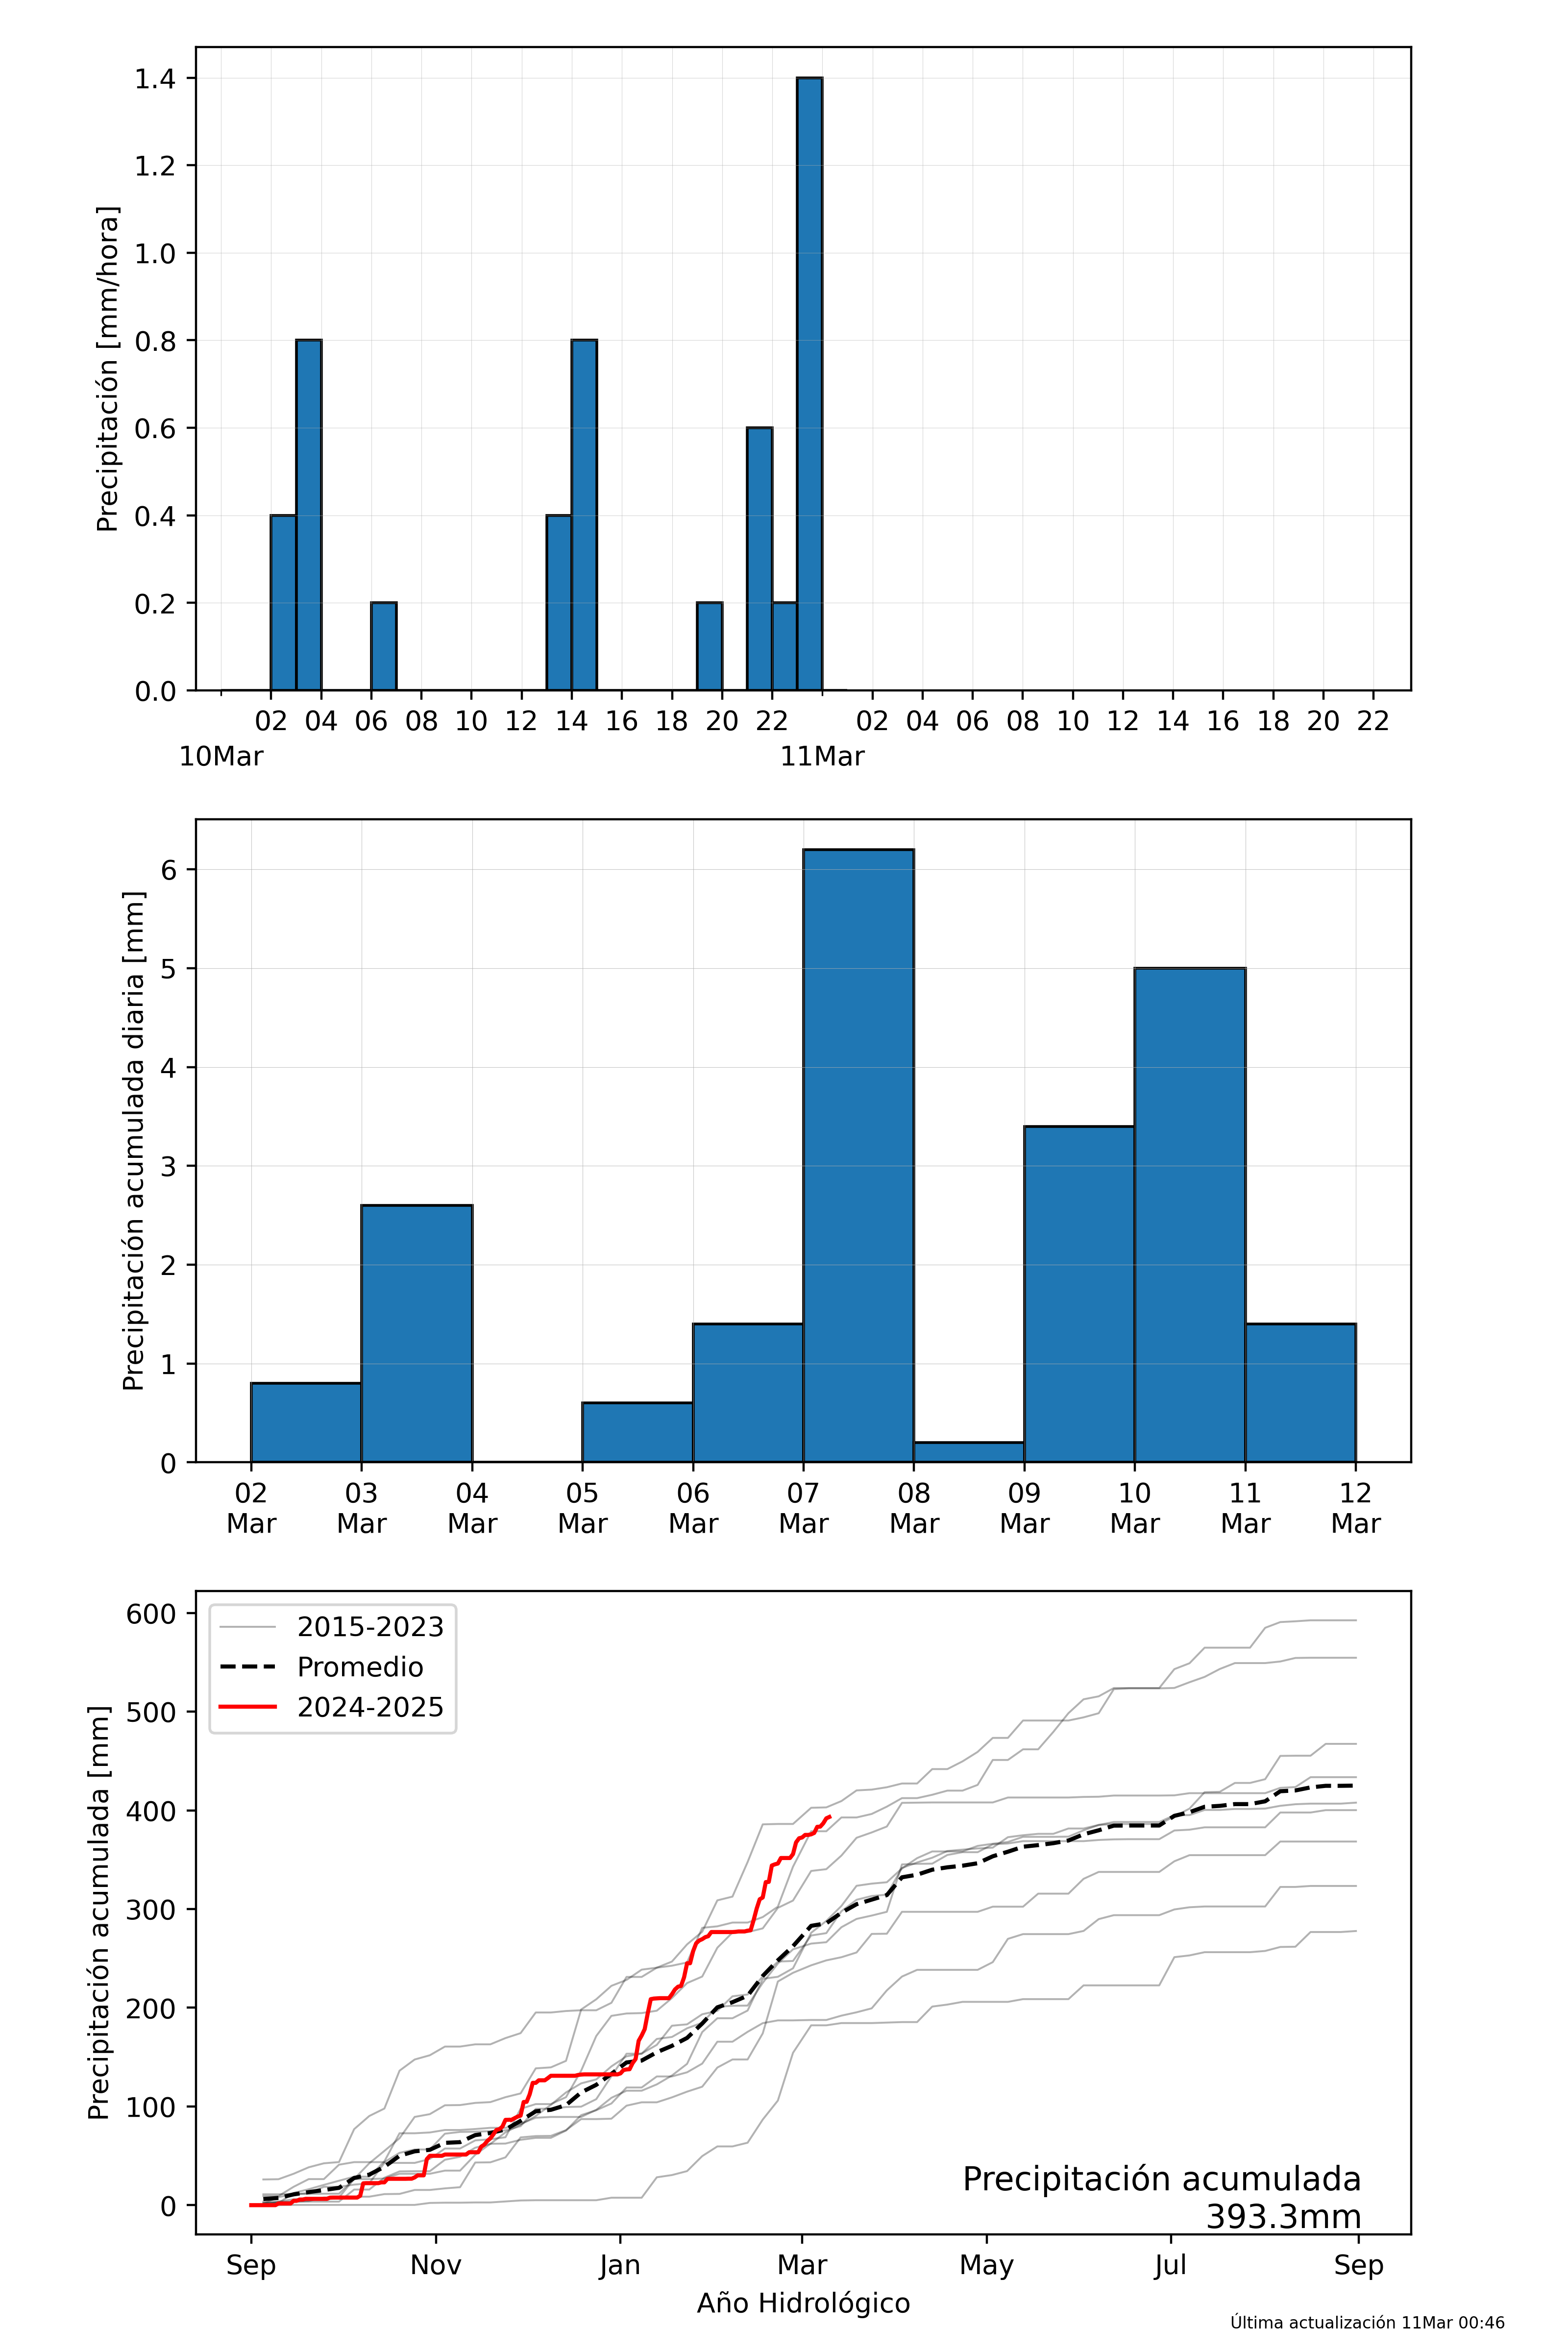 Precipitación [mm/hora]
1.4
1.2
1.0
0.8
0.6
0.4
0.2
0.0
02 04 06 08 10 12 14 16 18 20 22 02 04 06 08 10 12 14 16 18 20 22
10Mar 11Mar
Precipitación acumulada diaria [mm]
6
5
4
3
2
1
0
02 03 04 05 06 07 08 09 10 11 12
Mar Mar Mar Mar Mar Mar Mar Mar Mar Mar Mar
Precipitación acumulada [mm]
600
500
400
300
200
100
0
2015-2023
Promedio
2024-2025
Precipitación acumulada
393.3mm
Sep Nov Jan Mar May Jul Sep
Año Hidrológico
Última actualización 11Mar 00:46